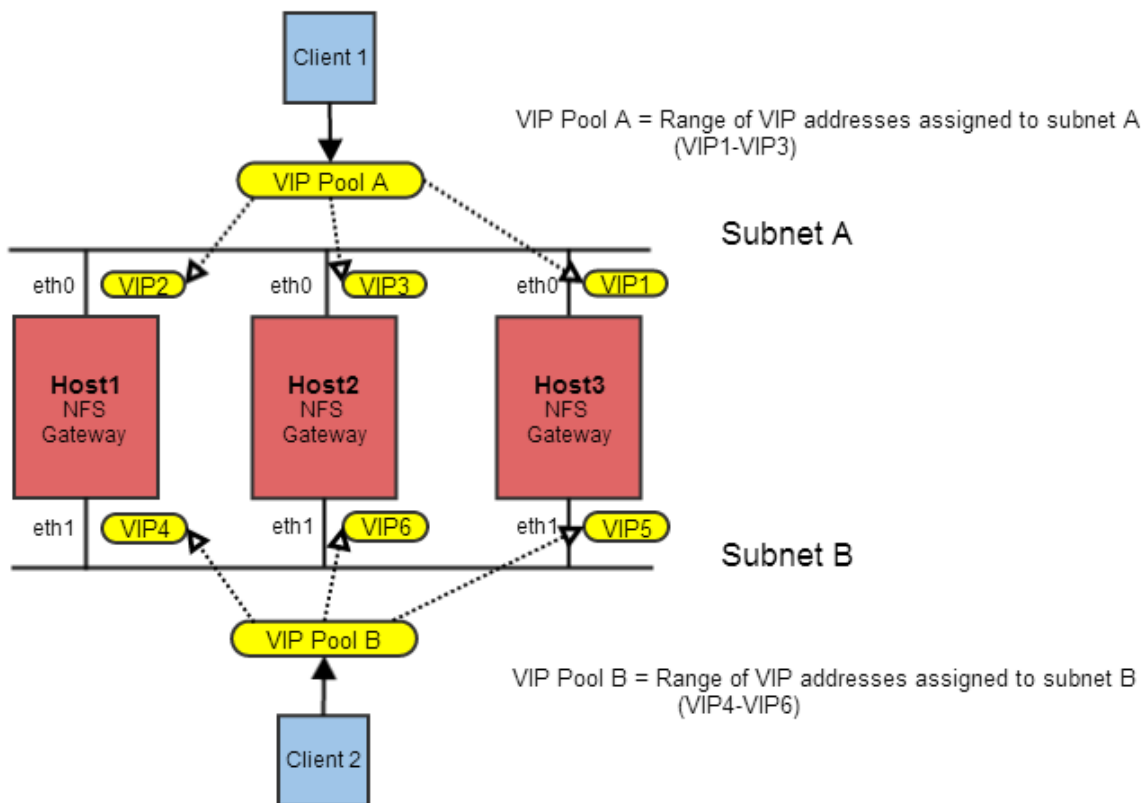 Client 1
VIP Pool A = Range of VIP addresses assigned to subnet A
(VIP1-VIP3)
VIP Pool A
Subnet A
eth0
VIP2
eth0
VIP3
eth0
VIP1
Host1
NFS
Gateway
Host2
NFS
Gateway
Host3
NFS
Gateway
eth1
VIP4
eth1
VIP6
eth1
VIP5
Subnet B
VIP Pool B
VIP Pool B = Range of VIP addresses assigned to subnet B
(VIP4-VIP6)
Client 2